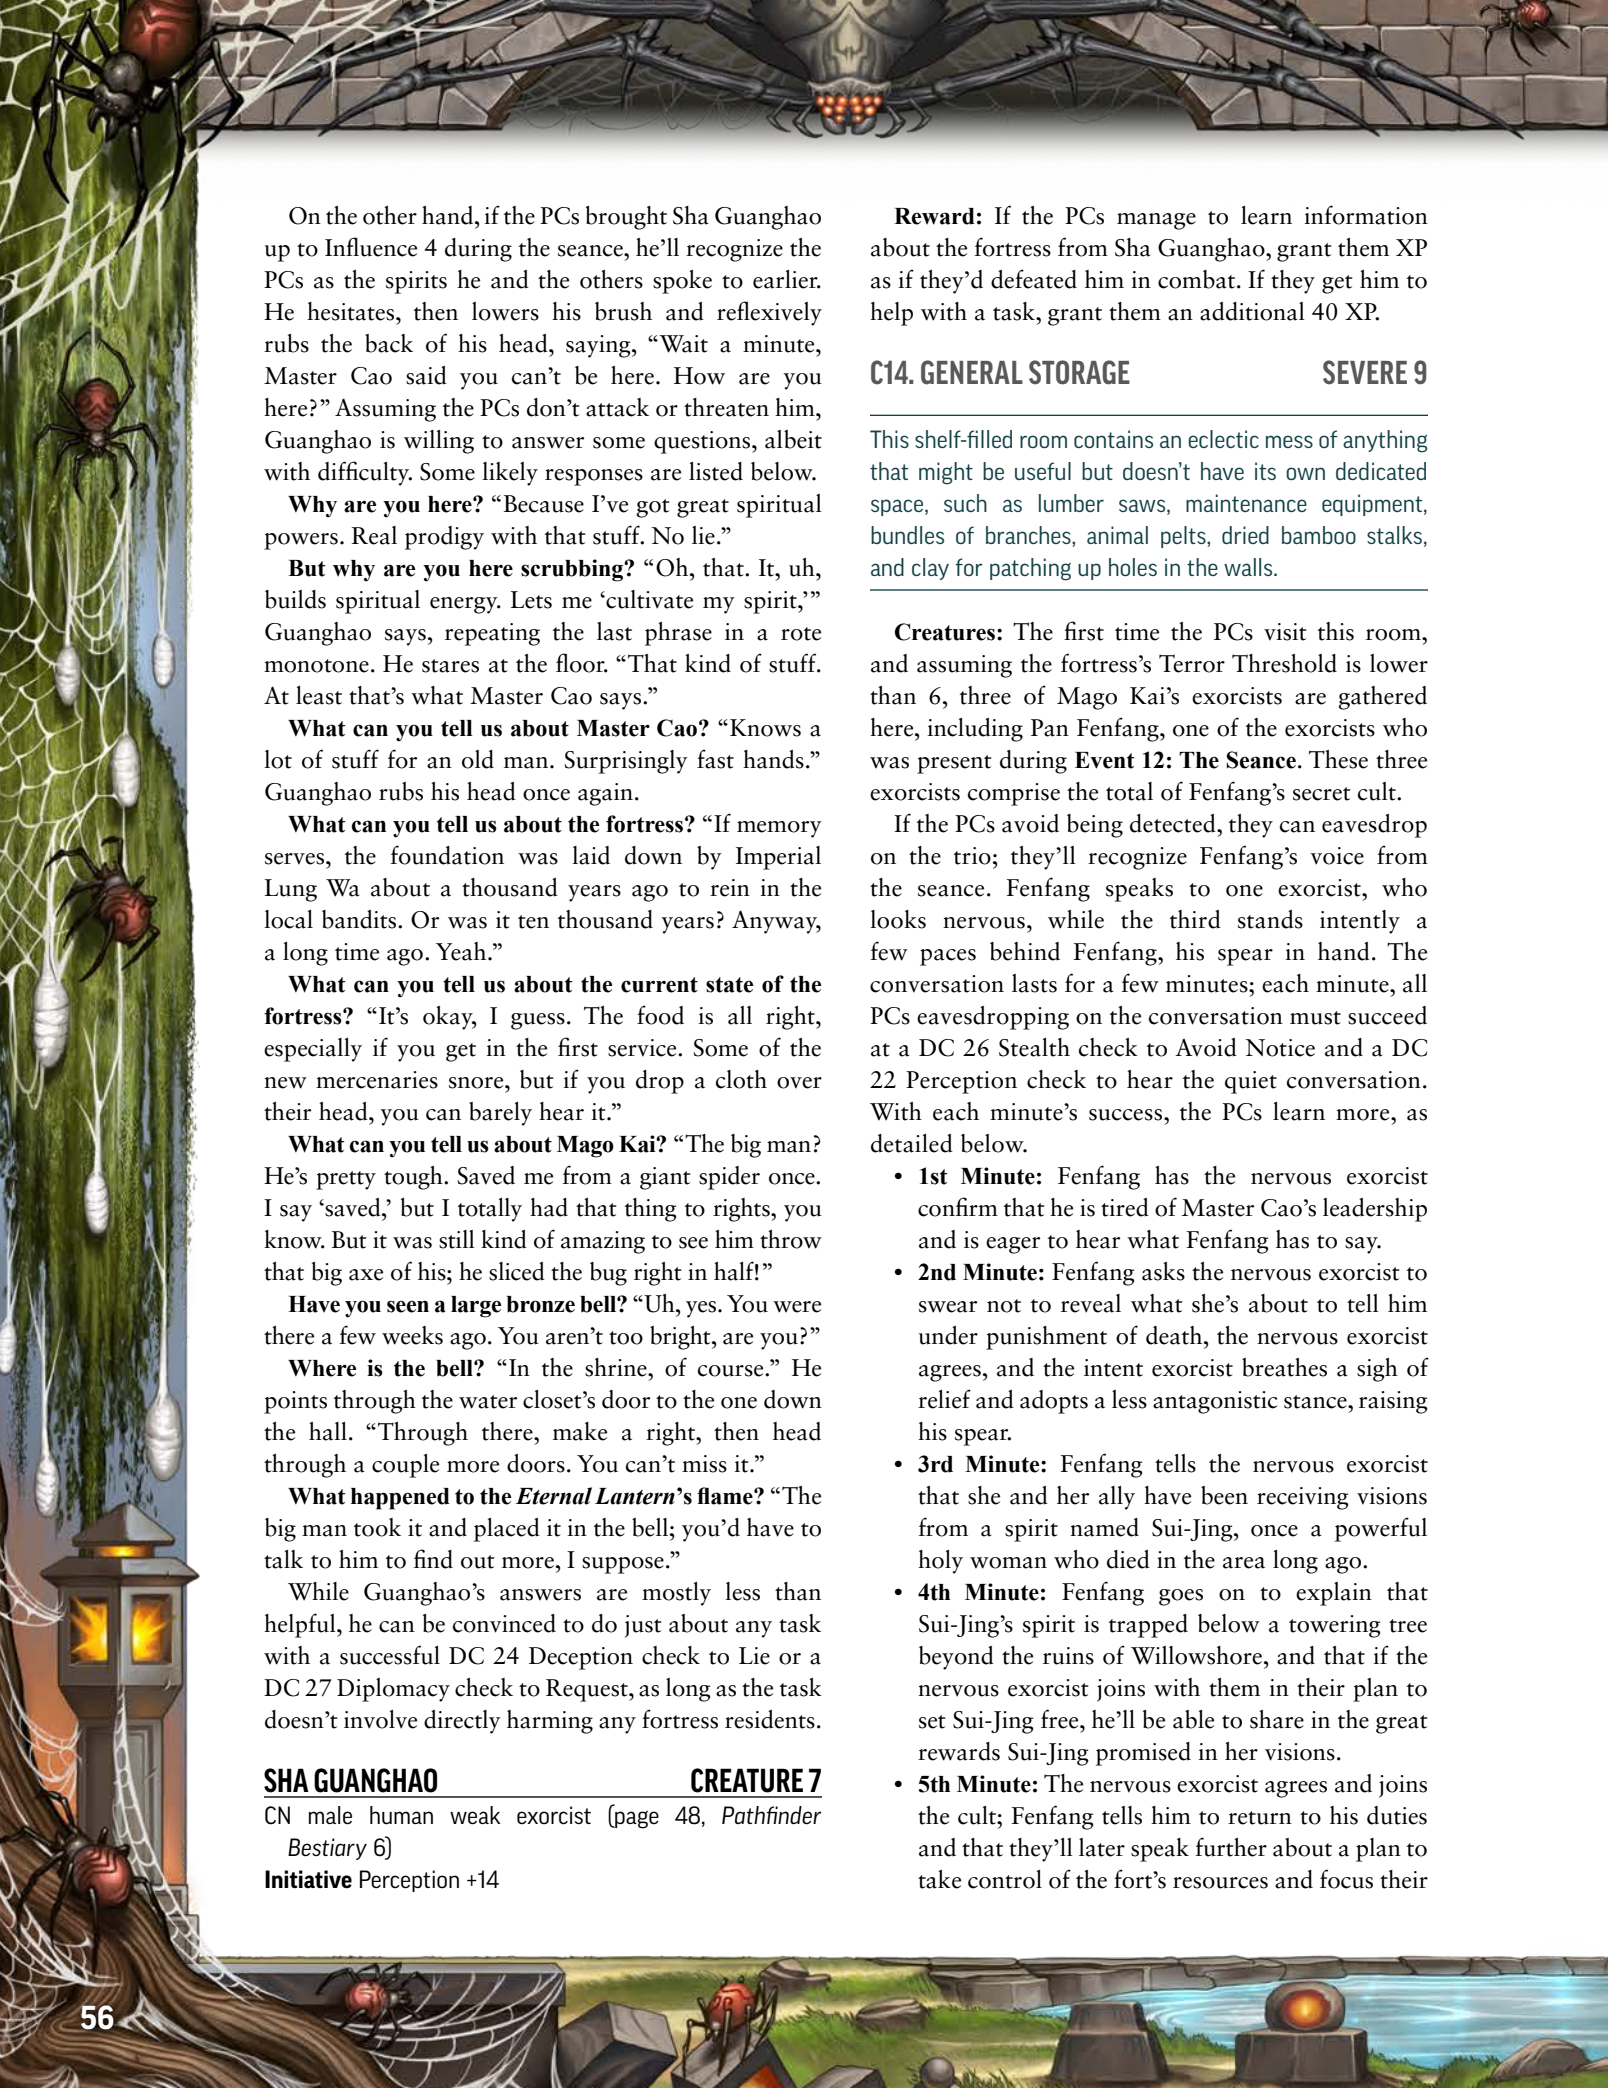 On the other hand, if the PCs brought Sha Guanghao
up to Influence 4 during the seance, he’ll recognize the
PCs as the spirits he and the others spoke to earlier.
He hesitates, then lowers his brush and reflexively
rubs the back of his head, saying, “Wait a minute,
Master Cao said you can’t be here. How are you
here?” Assuming the PCs don’t attack or threaten him,
Guanghao is willing to answer some questions, albeit
with difficulty. Some likely responses are listed below.
Why are you here? “Because I’ve got great spiritual
powers. Real prodigy with that stuff. No lie.”
But why are you here scrubbing? “Oh, that. It, uh,
builds spiritual energy. Lets me ‘cultivate my spirit,’”
Guanghao says, repeating the last phrase in a rote
monotone. He stares at the floor. “That kind of stuff.
At least that’s what Master Cao says.”
What can you tell us about Master Cao? “Knows a
lot of stuff for an old man. Surprisingly fast hands.”
Guanghao rubs his head once again.
What can you tell us about the fortress? “If memory
serves, the foundation was laid down by Imperial
Lung Wa about a thousand years ago to rein in the
local bandits. Or was it ten thousand years? Anyway,
a long time ago. Yeah.”
What can you tell us about the current state of the
fortress? “It’s okay, I guess. The food is all right,
especially if you get in the first service. Some of the
new mercenaries snore, but if you drop a cloth over
their head, you can barely hear it.”
What can you tell us about Mago Kai? “The big man?
He’s pretty tough. Saved me from a giant spider once.
I say ‘saved,’ but I totally had that thing to rights, you
know. But it was still kind of amazing to see him throw
that big axe of his; he sliced the bug right in half!”
Have you seen a large bronze bell? “Uh, yes. You were
there a few weeks ago. You aren’t too bright, are you?”
Where is the bell? “In the shrine, of course.” He
points through the water closet’s door to the one down
the hall. “Through there, make a right, then head
through a couple more doors. You can’t miss it.”
What happened to the Eternal Lantern’s flame? “The
big man took it and placed it in the bell; you’d have to
talk to him to find out more, I suppose.”
While Guanghao’s answers are mostly less than
helpful, he can be convinced to do just about any task
with a successful DC 24 Deception check to Lie or a
DC 27 Diplomacy check to Request, as long as the task
doesn’t involve directly harming any fortress residents.
SHA GUANGHAO CREATURE 7
CN male human weak exorcist (page 48, Pathfinder
Bestiary 6)
Initiative Perception +14
Reward: If the PCs manage to learn information
about the fortress from Sha Guanghao, grant them XP
as if they’d defeated him in combat. If they get him to
help with a task, grant them an additional 40 XP.
C14. GENERAL STORAGE SEVERE 9
This shelf-filled room contains an eclectic mess of anything
that might be useful but doesn’t have its own dedicated
space, such as lumber saws, maintenance equipment,
bundles of branches, animal pelts, dried bamboo stalks,
and clay for patching up holes in the walls.
Creatures: The first time the PCs visit this room,
and assuming the fortress’s Terror Threshold is lower
than 6, three of Mago Kai’s exorcists are gathered
here, including Pan Fenfang, one of the exorcists who
was present during Event 12: The Seance. These three
exorcists comprise the total of Fenfang’s secret cult.
If the PCs avoid being detected, they can eavesdrop
on the trio; they’ll recognize Fenfang’s voice from
the seance. Fenfang speaks to one exorcist, who
looks nervous, while the third stands intently a
few paces behind Fenfang, his spear in hand. The
conversation lasts for a few minutes; each minute, all
PCs eavesdropping on the conversation must succeed
at a DC 26 Stealth check to Avoid Notice and a DC
22 Perception check to hear the quiet conversation.
With each minute’s success, the PCs learn more, as
detailed below.
• 1st Minute: Fenfang has the nervous exorcist
confirm that he is tired of Master Cao’s leadership
and is eager to hear what Fenfang has to say.
• 2nd Minute: Fenfang asks the nervous exorcist to
swear not to reveal what she’s about to tell him
under punishment of death, the nervous exorcist
agrees, and the intent exorcist breathes a sigh of
relief and adopts a less antagonistic stance, raising
his spear.
• 3rd Minute: Fenfang tells the nervous exorcist
that she and her ally have been receiving visions
from a spirit named Sui-Jing, once a powerful
holy woman who died in the area long ago.
• 4th Minute: Fenfang goes on to explain that
Sui-Jing’s spirit is trapped below a towering tree
beyond the ruins of Willowshore, and that if the
nervous exorcist joins with them in their plan to
set Sui-Jing free, he’ll be able to share in the great
rewards Sui-Jing promised in her visions.
• 5th Minute: The nervous exorcist agrees and joins
the cult; Fenfang tells him to return to his duties
and that they’ll later speak further about a plan to
take control of the fort’s resources and focus their
56